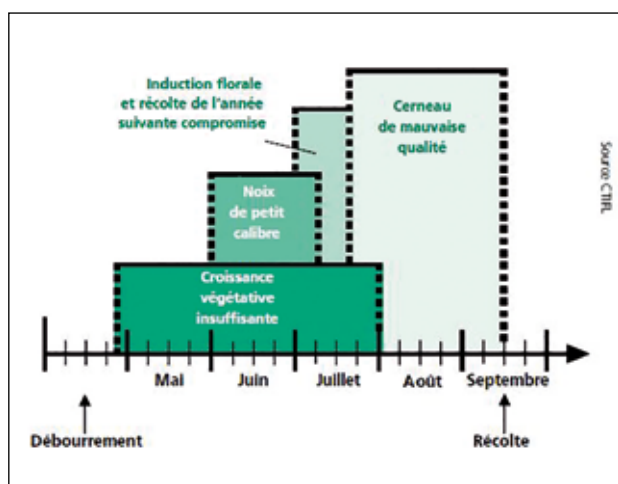 Induction florale
et récolte de l'année
suivante compromise
Cerneau
de mauvaise
qualité
Noix
de petit
calibre
Croissance
végétative
insuffisante
Mai
Juin
Juillet
Août
Septembre
Débourrement
Récolte
Source CTIFL